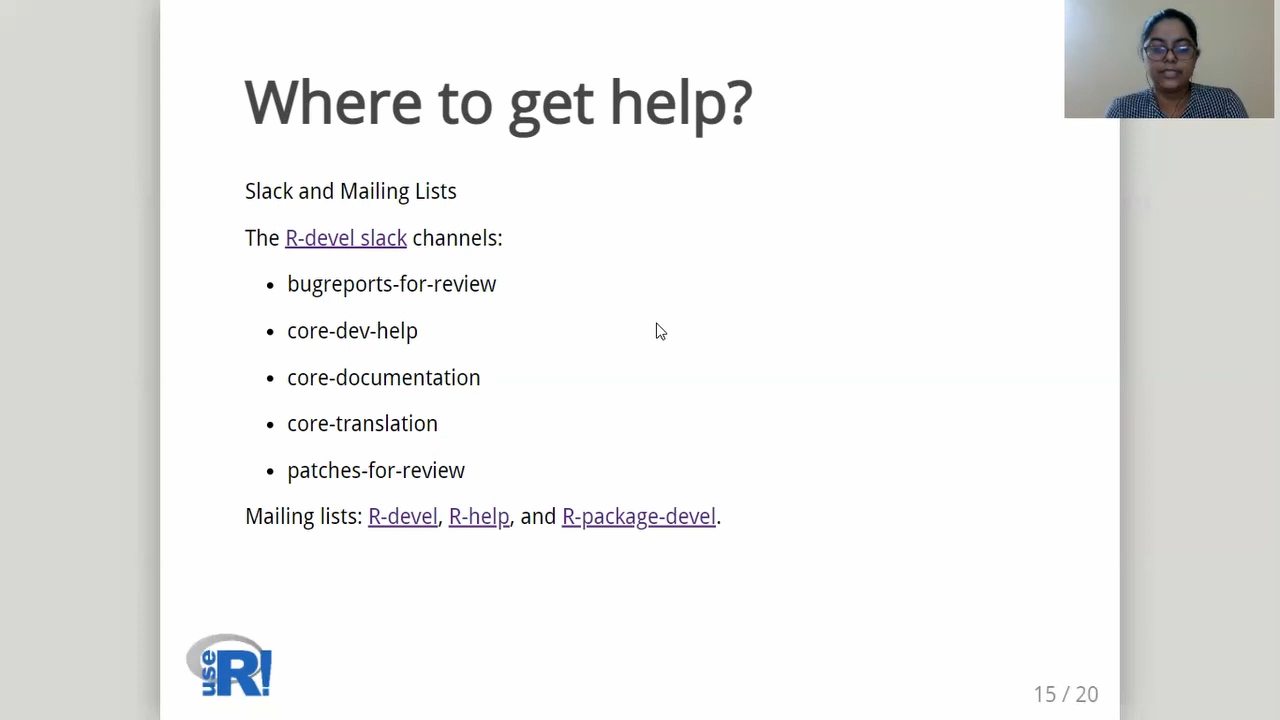 Where to get help?
Slack and Mailing Lists
The R-devel slack channels:
• bugreports-for-review
• core-dev-help
• core-documentation
• core-translation
• patches-for-review
Mailing lists: R-devel, R-help, and R-package-devel.
use R!
15 / 20